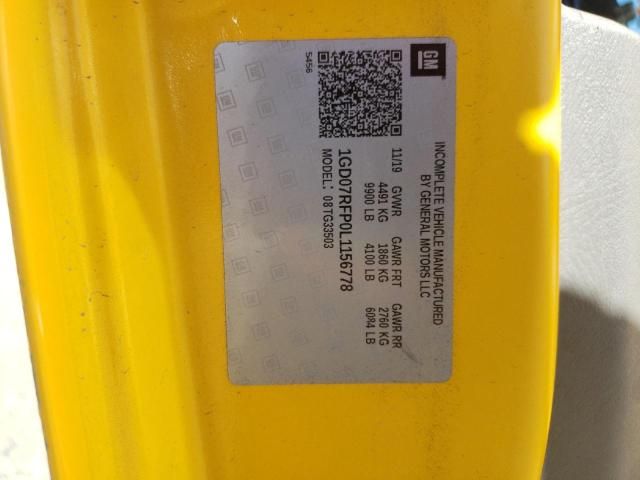 GM
INCOMPLETE VEHICLE MANUFACTURED
BY GENERAL MOTORS LLC
11/19 GVWR GAWR FRT GAWR RR
4491 KG 1860 KG 2760 KG
9900 LB 4100 LB 6084 LB
1GD07RFP0L1156778
MODEL: 08TG33503
5456